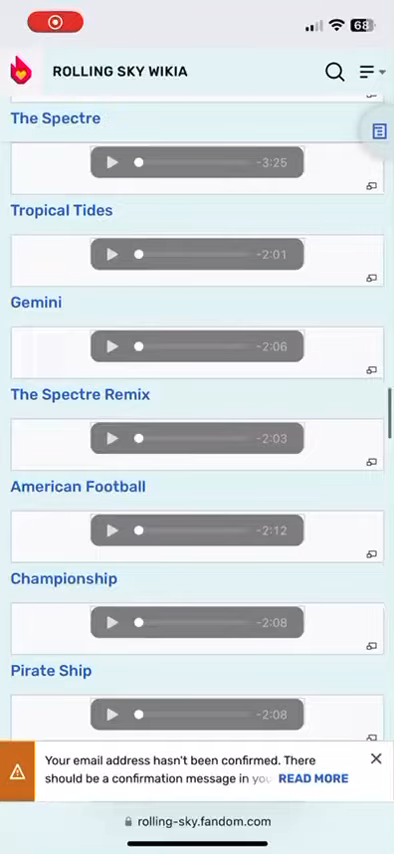 68
ROLLING SKY WIKIA
The Spectre
-3:25
Tropical Tides
-2:01
Gemini
-2:06
The Spectre Remix
-2:03
American Football
-2:12
Championship
-2:08
Pirate Ship
-2:08
Your email address hasn't been confirmed. There
should be a confirmation message in you READ MORE
rolling-sky.fandom.com